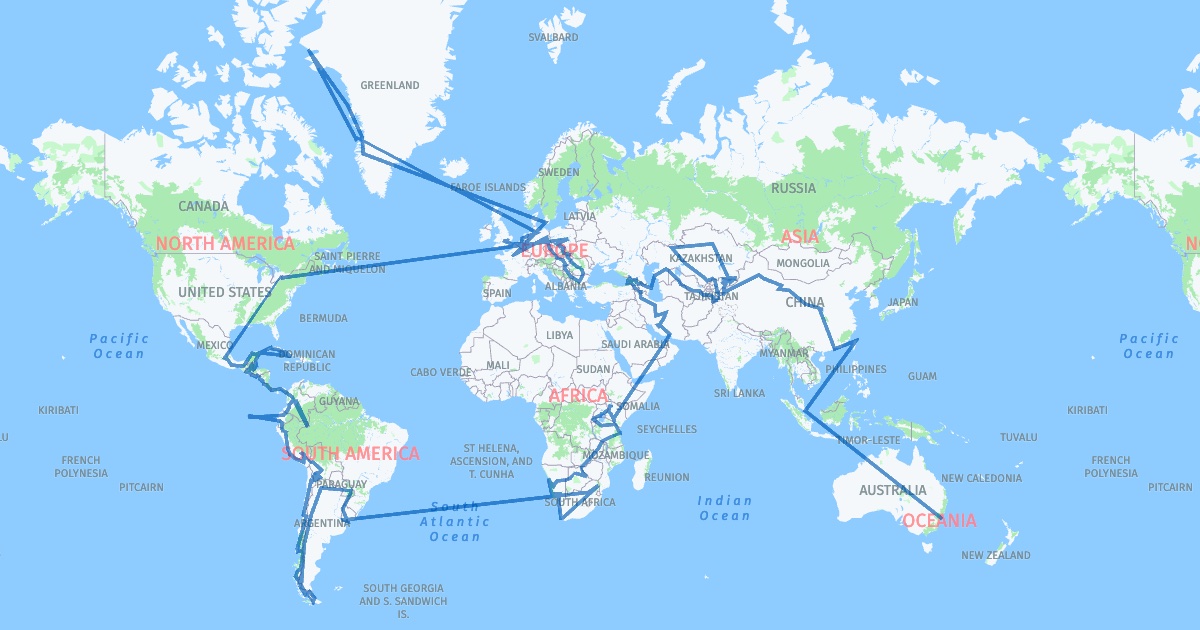 SVALBARD
GREENLAND
SWEDEN
RUSSIA
FAROE ISLANDS
CANADA
LATVIA
NORTH AMERICA
ASIA
EUROPE
SAINT PIERRE
AND MIQUELON
KAZAKHSTAN
MONGOLIA
UNITED STATES
SPAIN
ALBANIA
TAJIKISTAN
CHINA
JAPAN
BERMUDA
Pacific
Ocean
MEXICO
LIBYA
SAUDI ARABIA
MYANMAR
Pacific
Ocean
DOMINICAN
REPUBLIC
CABO VERDE
MALI
SUDAN
PHILIPPINES
GUAM
GUYANA
AFRICA
SOMALIA
SRI LANKA
KIRIBATI
SEYCHELLES
KIRIBATI
LU
FRENCH
POLYNESIA
SOUTH AMERICA
ST HELENA,
ASCENSION, AND
T. CUNHA
MOZAMBIQUE
TIMOR-LESTE
TUVALU
FRENCH
POLYNESIA
PITCAIRN
PARAGUAY
REUNION
NEW CALEDONIA
PITCAIRN
South
Atlantic
Ocean
SOUTH AFRICA
Indian
Ocean
AUSTRALIA
ARGENTINA
OCEANIA
NEW ZEALAND
SOUTH GEORGIA
AND S. SANDWICH
IS.
NO